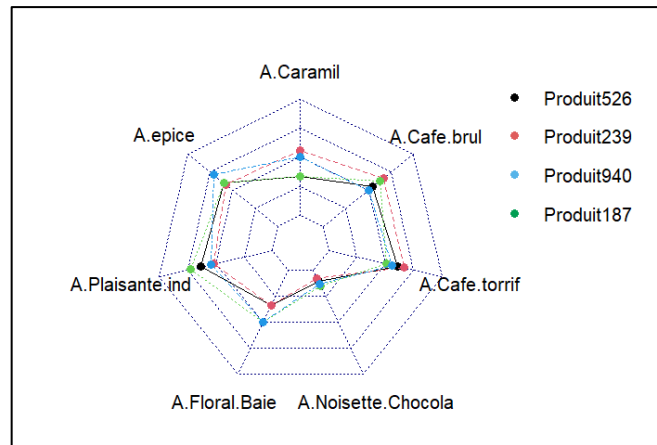 A.Caramil
A.epice
A.Cafe.brul
A.Plaisante.ind
A.Cafe.torrif
A.Floral.Baie
A.Noisette.Chocola
Produit526
Produit239
Produit940
Produit187